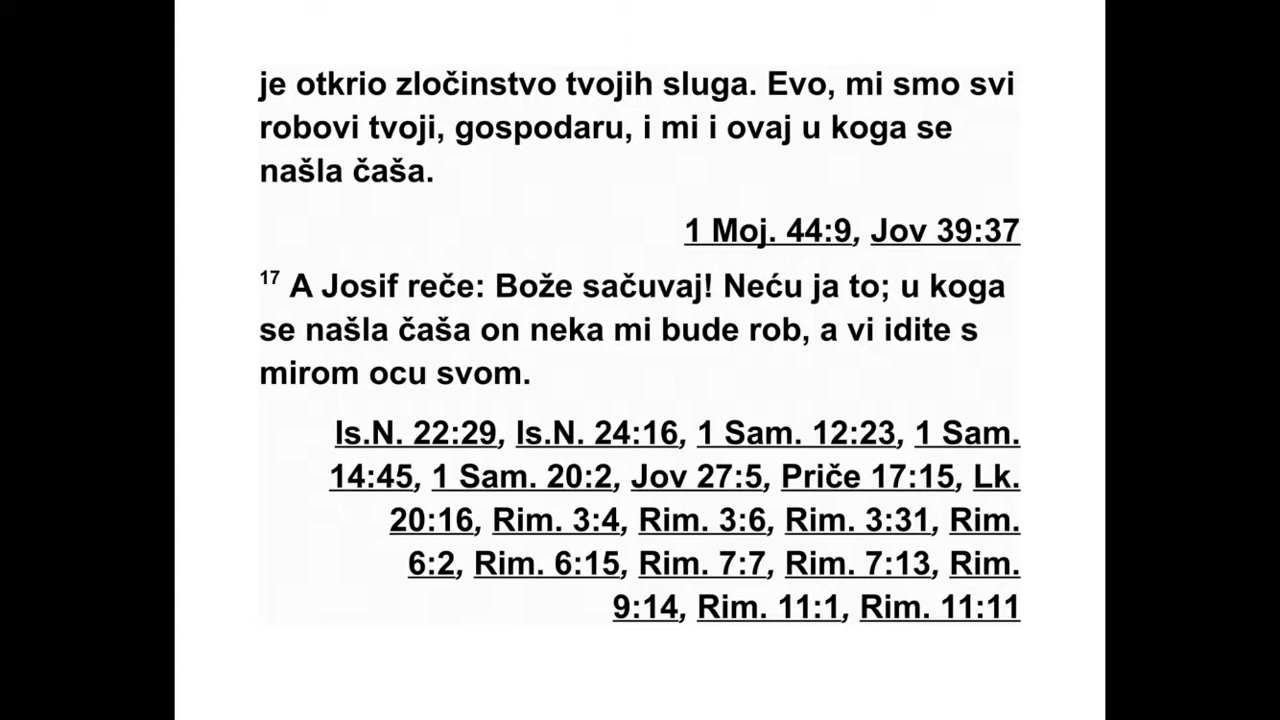 je otkrio zločinstvo tvojih sluga. Evo, mi smo svi
robovi tvoji, gospodaru, i mi i ovaj u koga se
našla čaša.
1 Moj. 44:9, Jov 39:37
17 A Josif reče: Bože sačuvaj! Neću ja to; u koga
se našla čaša on neka mi bude rob, a vi idite s
mirom ocu svom.
Is.N. 22:29, Is.N. 24:16, 1 Sam. 12:23, 1 Sam.
14:45, 1 Sam. 20:2, Jov 27:5, Priče 17:15, Lk.
20:16, Rim. 3:4, Rim. 3:6, Rim. 3:31, Rim.
6:2, Rim. 6:15, Rim. 7:7, Rim. 7:13, Rim.
9:14, Rim. 11:1, Rim. 11:11